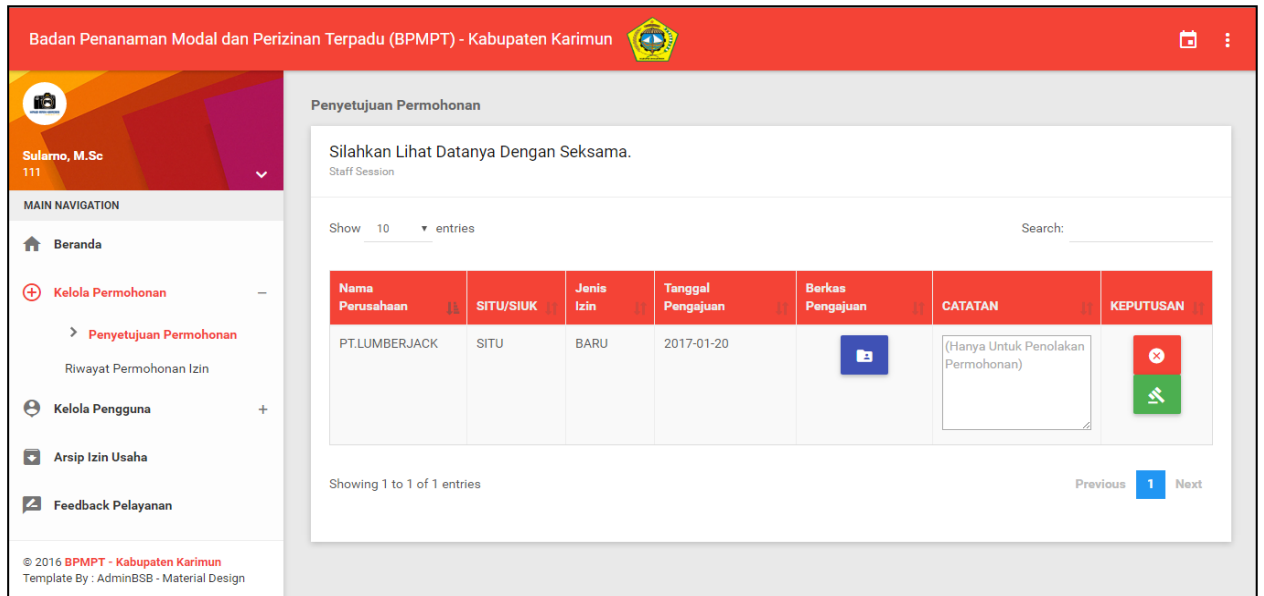 Badan Penanaman Modal dan Perizinan Terpadu (BPMPT) - Kabupaten Karimun
Sularno, M.Sc
111
MAIN NAVIGATION
Beranda
Kelola Permohonan
Penyetujuan Permohonan
Riwayat Permohonan Izin
Kelola Pengguna
Arsip Izin Usaha
Feedback Pelayanan
© 2016 BPMPT - Kabupaten Karimun
Template By : AdminBSB - Material Design
Penyetujuan Permohonan
Silahkan Lihat Datanya Dengan Seksama.
Staff Session
Show 10 entries
Search:
Nama Perusahaan SITU/SIUK Jenis Izin Tanggal Pengajuan Berkas Pengajuan CATATAN KEPUTUSAN
PT.LUMBERJACK SITU BARU 2017-01-20
(Hanya Untuk Penolakan
Permohonan)
Showing 1 to 1 of 1 entries
Previous 1 Next